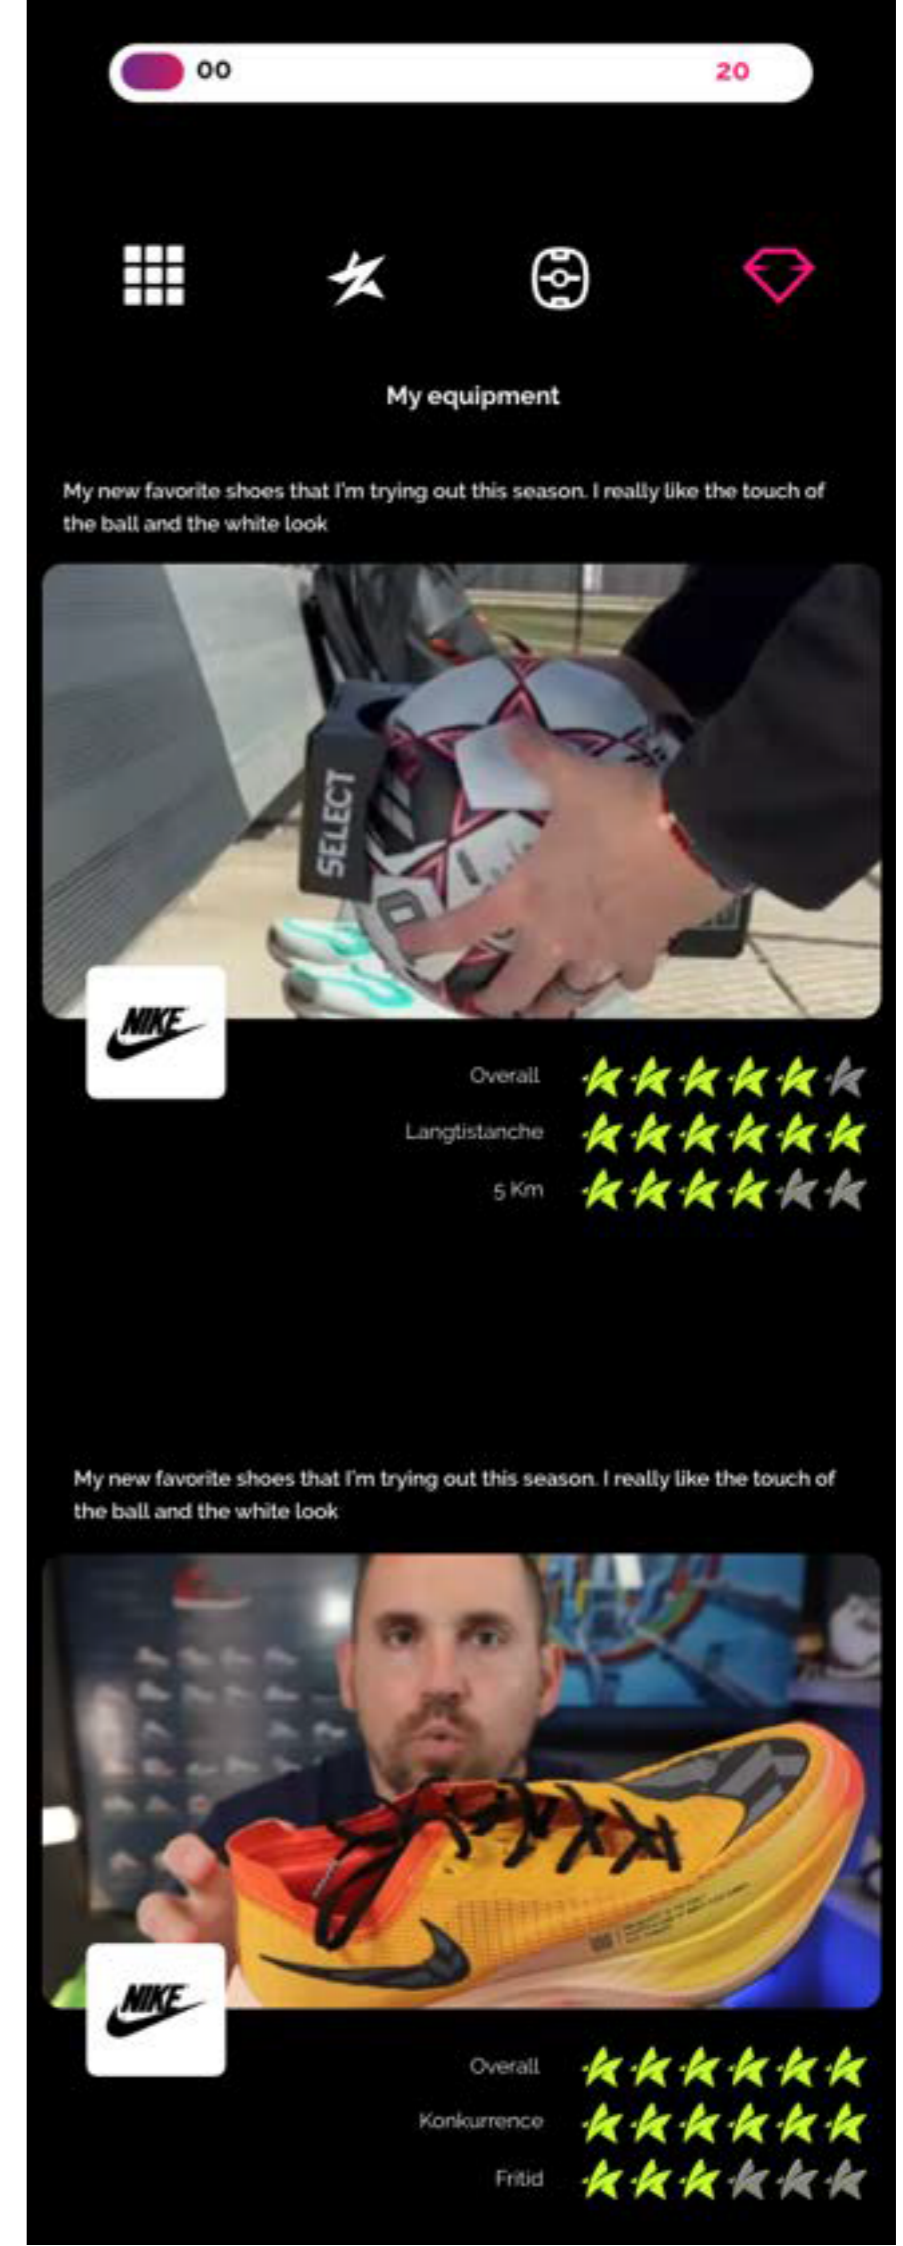 00 20
My equipment
My new favorite shoes that I'm trying out this season. I really like the touch of
the ball and the white look
SELECT
NIKE
Overall
Langtistanche
5 Km
My new favorite shoes that I'm trying out this season. I really like the touch of
the ball and the white look
NIKE
Overall
Konkurrence
Fritid